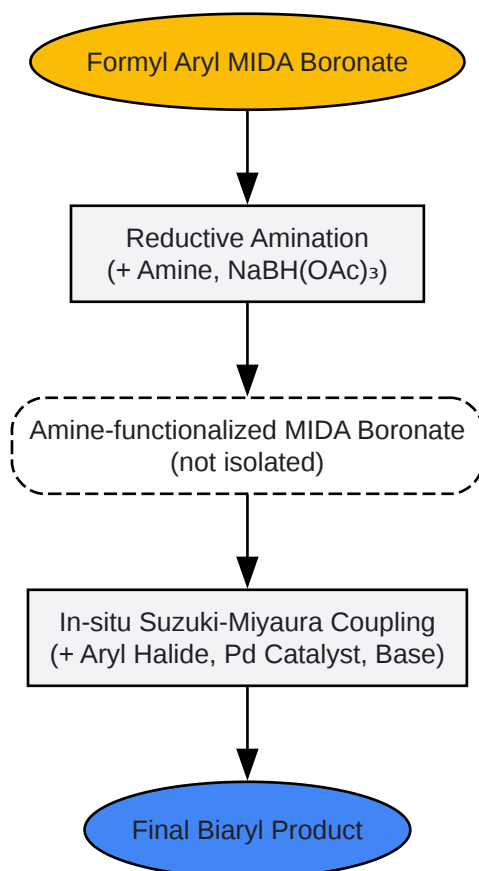 Formyl Aryl MIDA Boronate
Reductive Amination
(+ Amine, NaBH(OAc)₃)
Amine-functionalized MIDA Boronate
(not isolated)
In-situ Suzuki-Miyaura Coupling
(+ Aryl Halide, Pd Catalyst, Base)
Final Biaryl Product